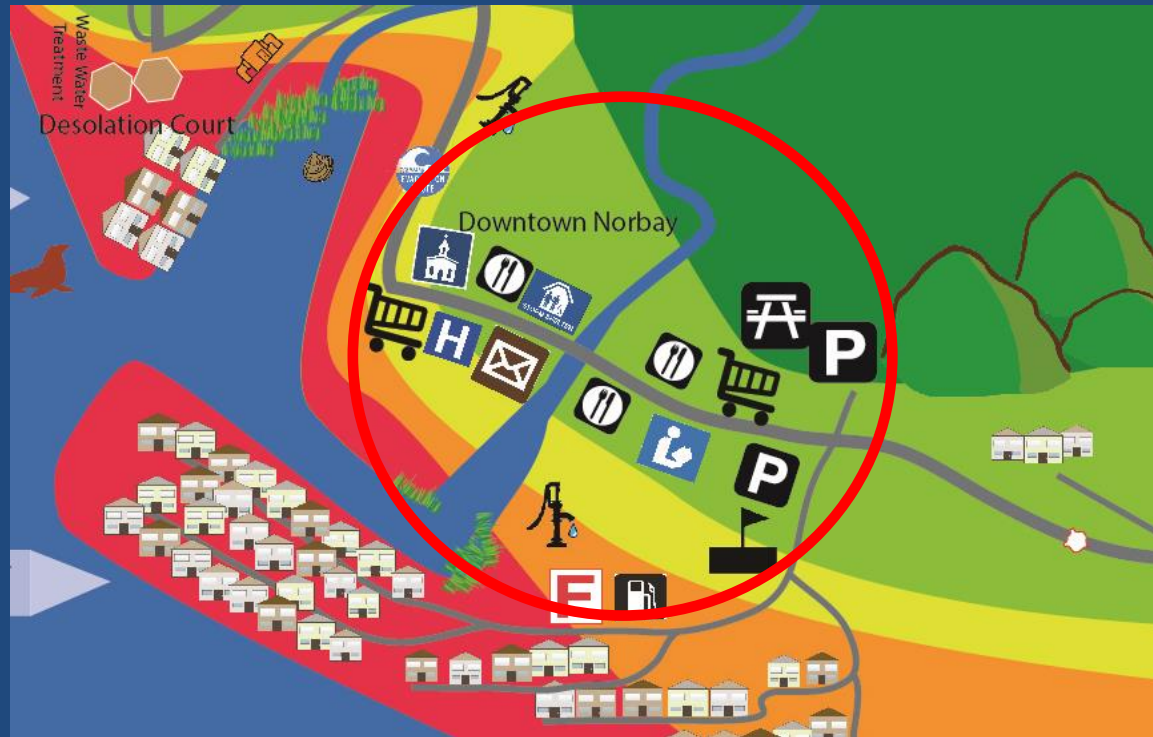 Waste Water
Treatment
Desolation Court
Downtown Norbay
H
P
P